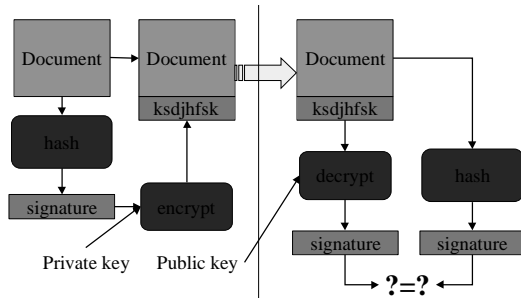 Document
Document
ksdjhfsk
hash
signature
encrypt
Private key
Public key
Document
ksdjhfsk
decrypt
hash
signature
signature
?=?